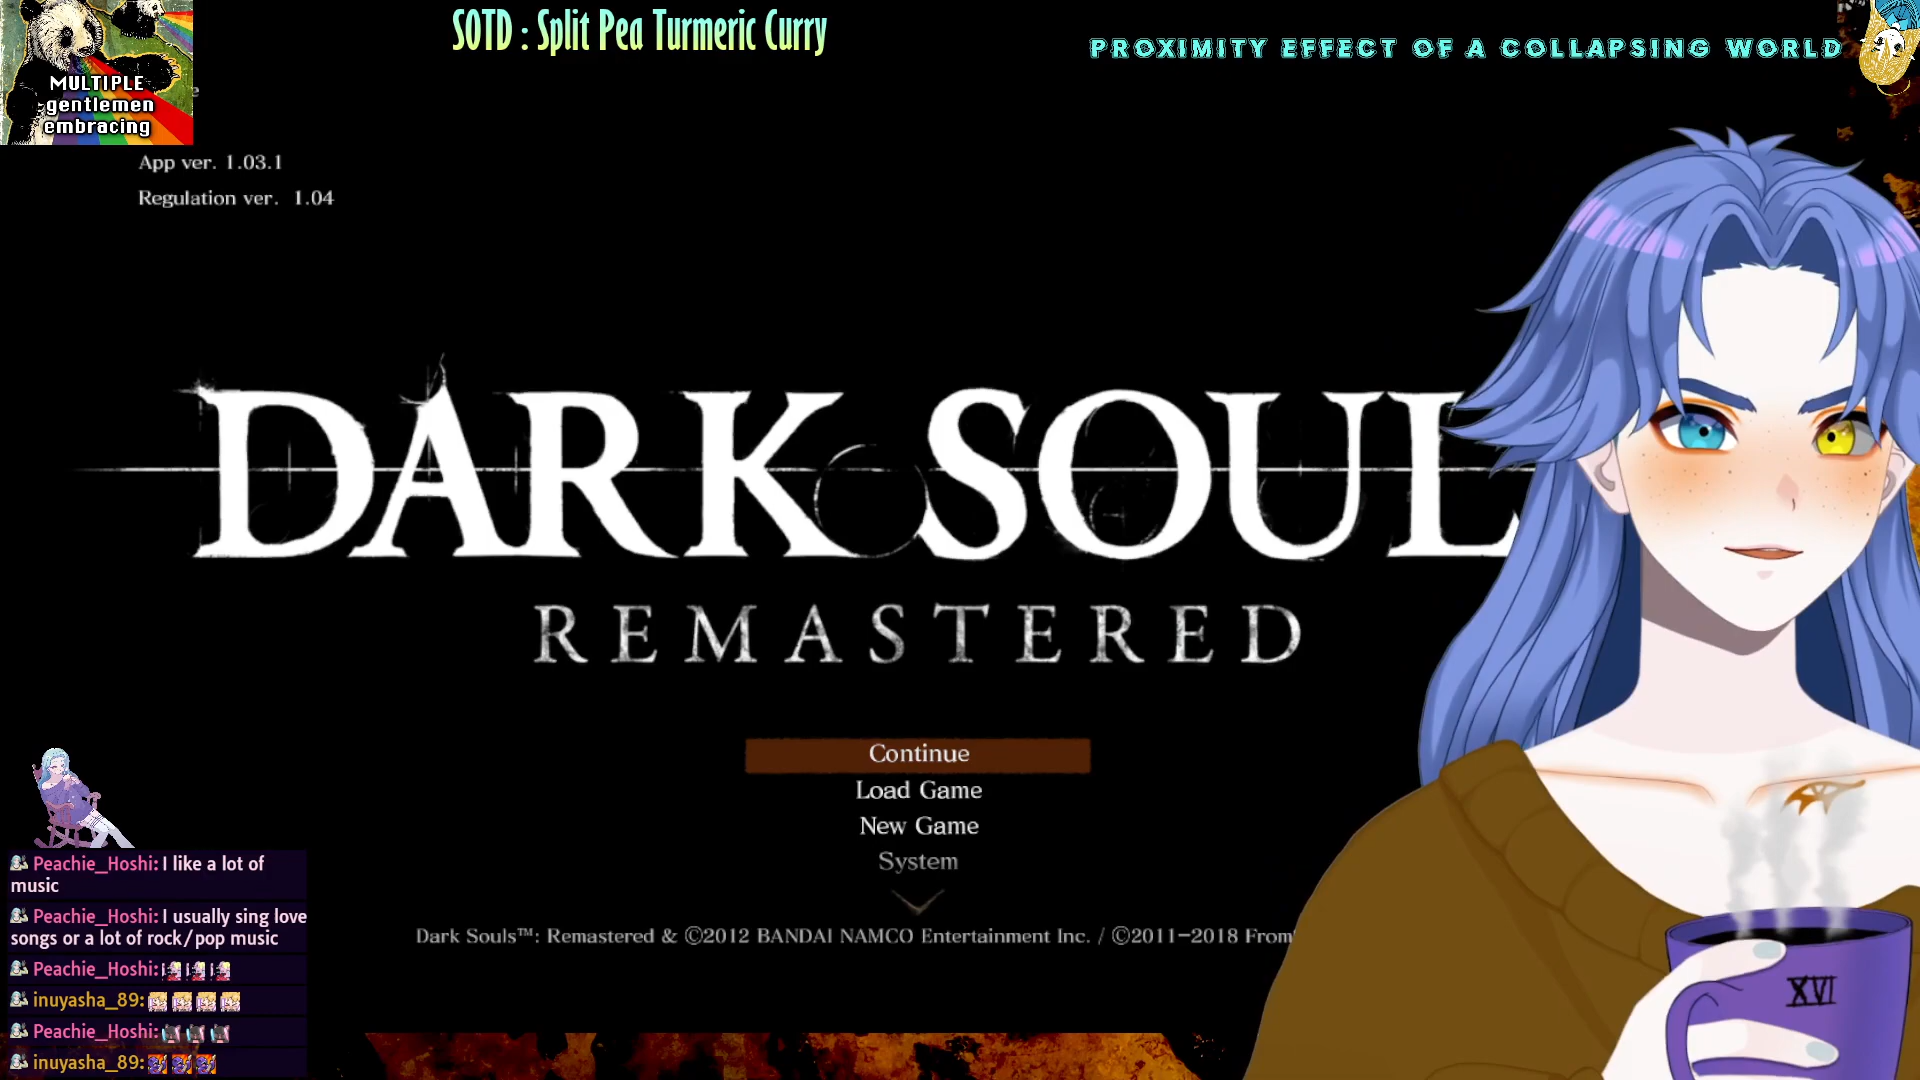 SOTD : Split Pea Turmeric Curry
PROXIMITY EFFECT OF A COLLAPSING WORLD
MULTIPLE
gentlemen
embracing
App ver. 1.03.1
Regulation ver. 1.04
DARK SOUL
REMASTERED
Continue
Load Game
New Game
System
Dark Souls™: Remastered & ©2012 BANDAI NAMCO Entertainment Inc. / ©2011-2018 From
XVI
Peachie_Hoshi: I like a lot of
music
Peachie_Hoshi: I usually sing love
songs or a lot of rock/pop music
Peachie_Hoshi:
inuyasha_89:
Peachie_Hoshi:
inuyasha_89: